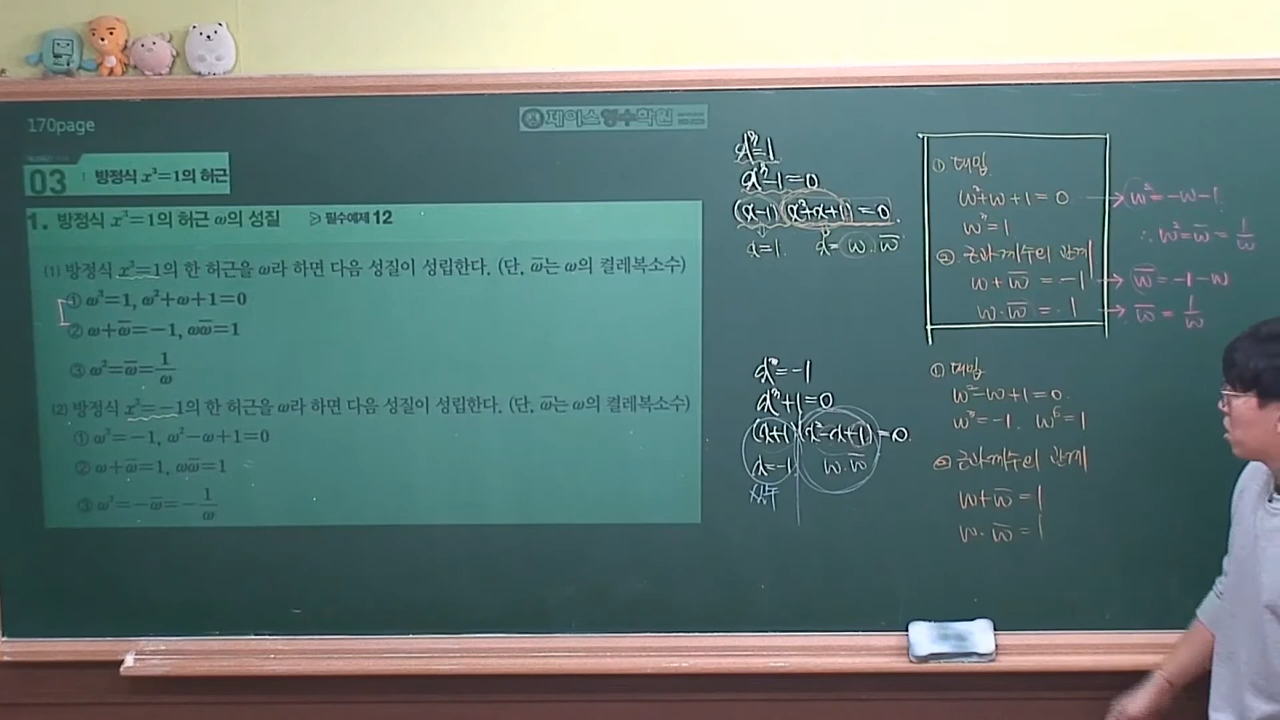 170page
제이스영수학원
03 방정식 x³=1의 허근
1. 방정식 x³=1의 허근 ω의 성질 ▷ 필수예제 12
(1) 방정식 x³=1의 한 허근을 ω라 하면 다음 성질이 성립한다. (단, ω̅는 ω의 켤레복소수)
① ω³=1, ω²+ω+1=0
② ω+ω̅=-1, ωω̅=1
③ ω²=ω̅=1/ω
(2) 방정식 x³=-1의 한 허근을 ω라 하면 다음 성질이 성립한다. (단, ω̅는 ω의 켤레복소수)
① ω³=-1, ω²-ω+1=0
② ω+ω̅=1, ωω̅=1
③ ω²=-ω̅=-1/ω
x³=1
x³-1=0
(x-1)(x²+x+1)=0.
x=1. x=ω. ω̅
① 대입
ω²+ω+1=0 → ω²=-ω-1
ω³=1 ∴ ω²=ω̅=1/ω
②. 근과계수의 관계
ω+ω̅=-1 → ω̅=-1-ω
ω·ω̅=1 → ω̅=1/ω
x³=-1
x³+1=0
(x+1)(x²-x+1)=0.
x=-1. ω.ω̅
실수
① 대입
ω²-ω+1=0.
ω³=-1. ω⁶=1
② 근과계수의 관계
ω+ω̅=1
ω·ω̅=1